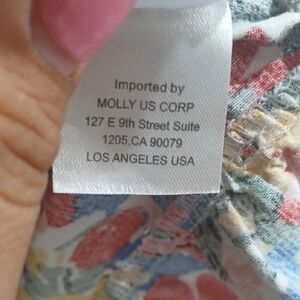 Imported by
MOLLY US CORP
127 E 9th Street Suite
1205,CA 90079
LOS ANGELES USA